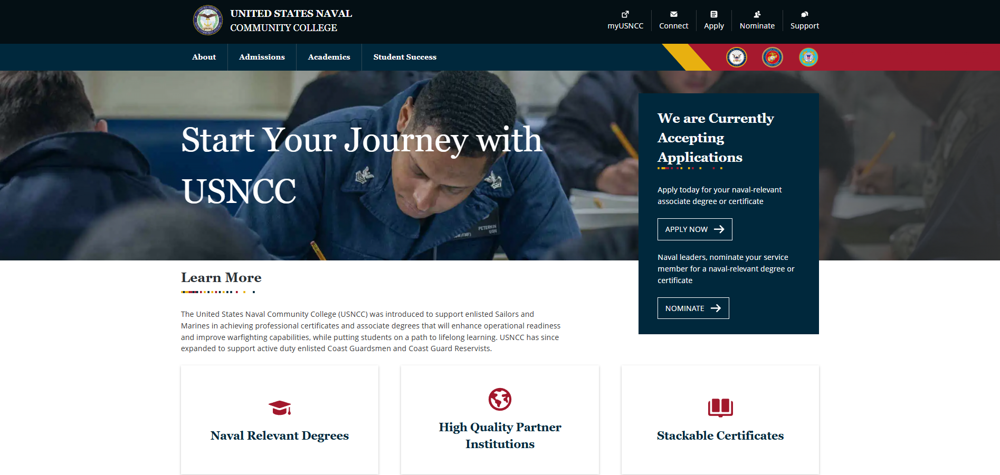 UNITED STATES NAVAL
COMMUNITY COLLEGE
myUSNCC
Connect
Apply
Nominate
Support
About
Admissions
Academics
Student Success
Start Your Journey with
USNCC
PETERKIN
USN
We are Currently
Accepting
Applications
Apply today for your naval-relevant
associate degree or certificate
APPLY NOW
Naval leaders, nominate your service
member for a naval-relevant degree or
certificate
NOMINATE
Learn More
The United States Naval Community College (USNCC) was introduced to support enlisted Sailors and
Marines in achieving professional certificates and associate degrees that will enhance operational readiness
and improve warfighting capabilities, while putting students on a path to lifelong learning. USNCC has since
expanded to support active duty enlisted Coast Guardsmen and Coast Guard Reservists.
Naval Relevant Degrees
High Quality Partner
Institutions
Stackable Certificates